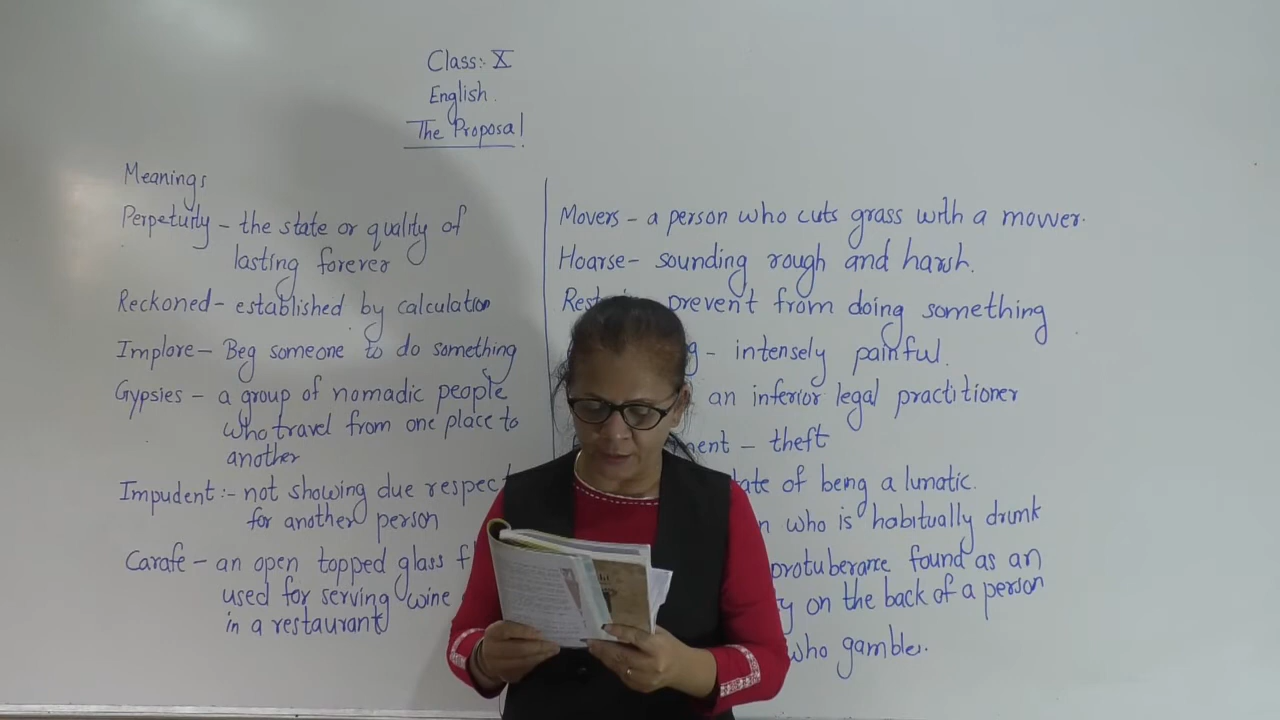 Class:- X
English.
The Proposal
Meanings
Perpetuity - the state or quality of
lasting forever
Reckoned - established by calculation
Implore - Beg someone to do something
Gypsies - a group of nomadic people
who travel from one place to
another
Impudent :- not showing due respect
for another person
Carafe - an open topped glass
used for serving wine
in a restaurant
Movers - a person who cuts grass with a mower.
Hoarse - sounding rough and harsh.
prevent from doing something
- intensely painful.
an inferior legal practitioner
- theft
of being a lunatic.
who is habitually drunk
protuberance found as an
on the back of a person
who gambles.